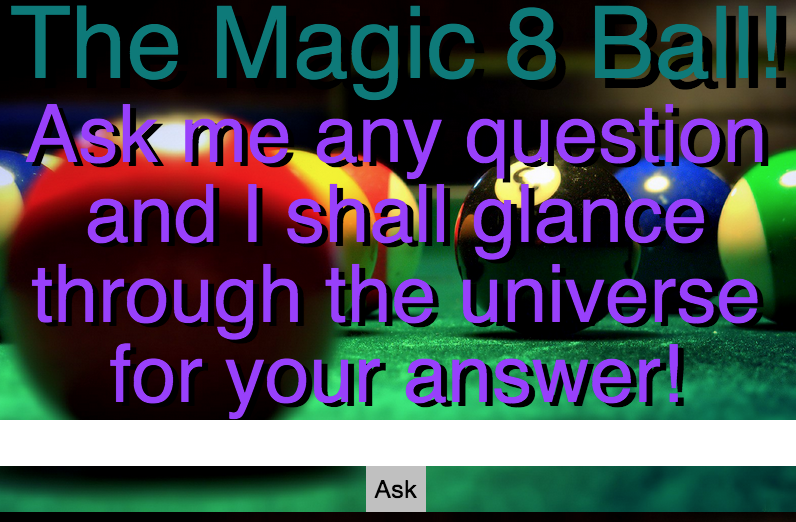 The Magic 8 Ball!
Ask me any question
and I shall glance
through the universe
for your answer!
Ask